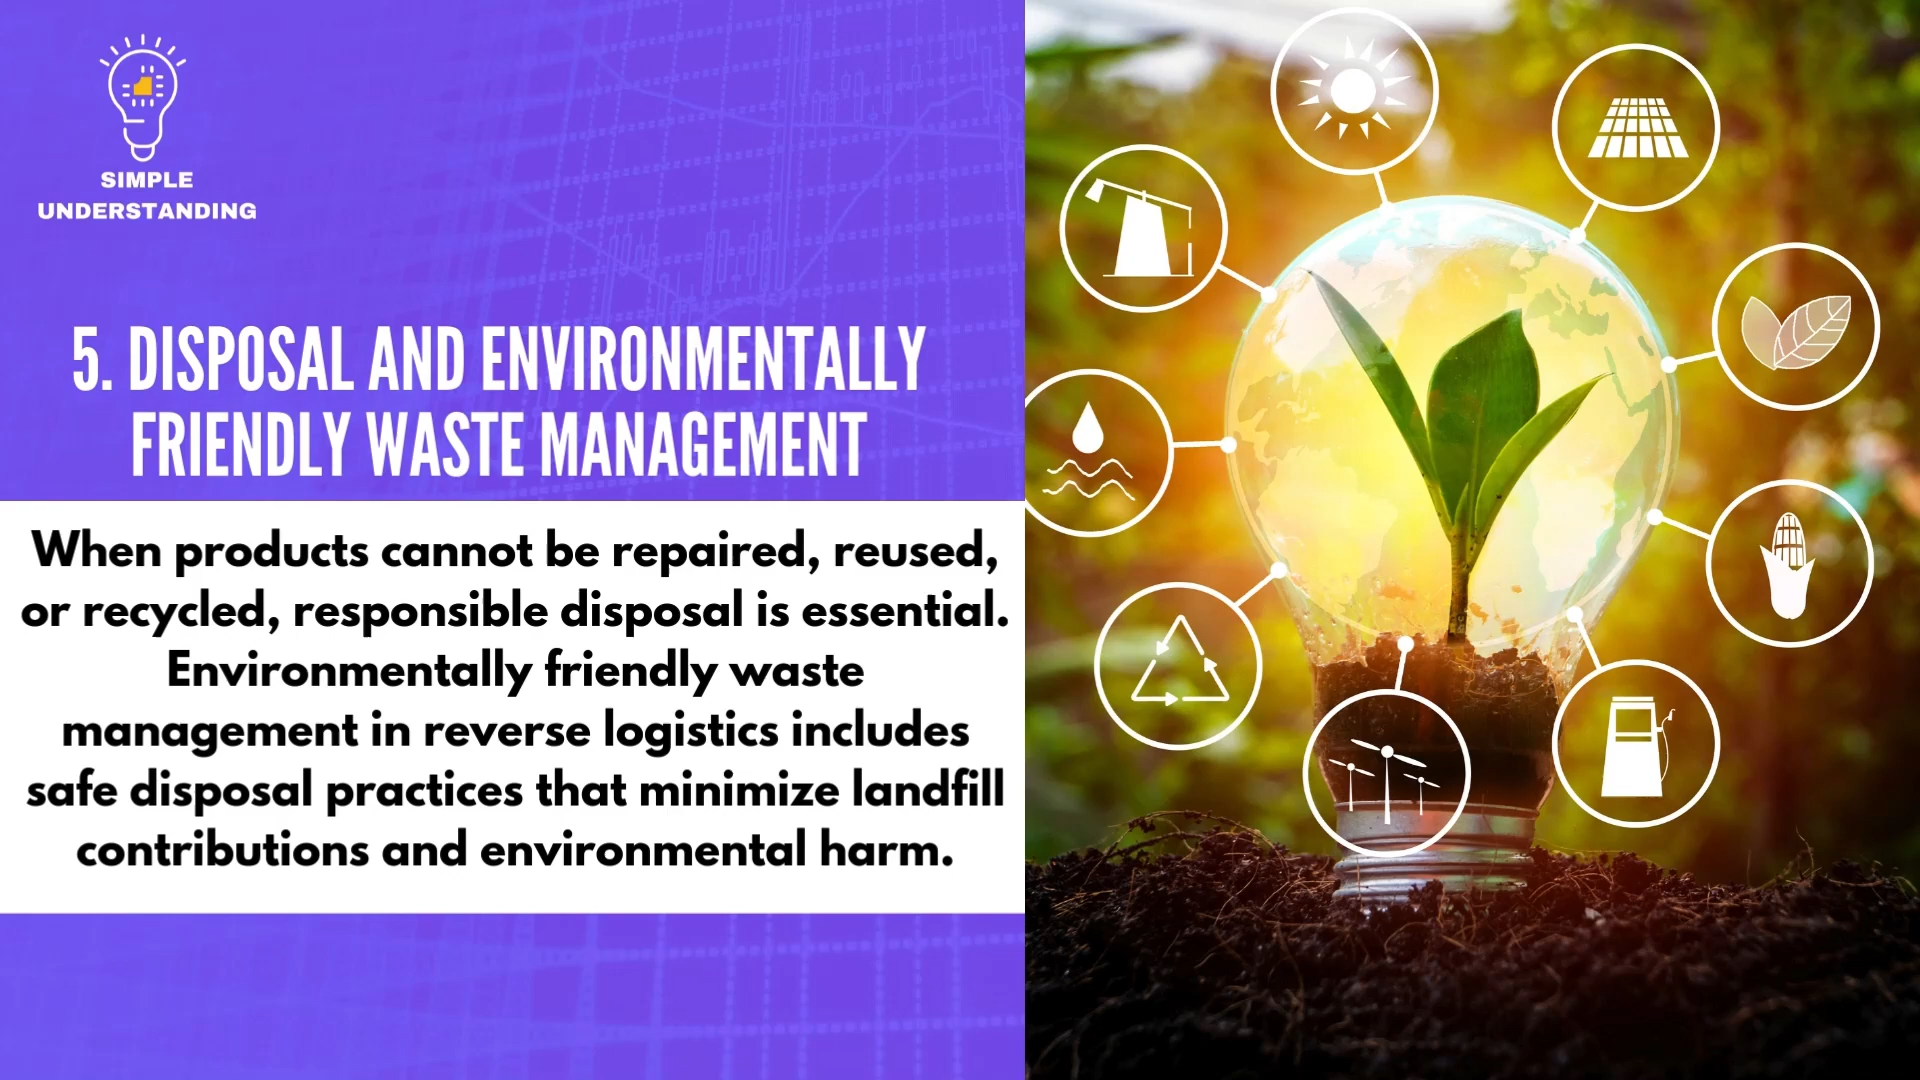 SIMPLE
UNDERSTANDING
5. DISPOSAL AND ENVIRONMENTALLY
FRIENDLY WASTE MANAGEMENT
When products cannot be repaired, reused,
or recycled, responsible disposal is essential.
Environmentally friendly waste
management in reverse logistics includes
safe disposal practices that minimize landfill
contributions and environmental harm.